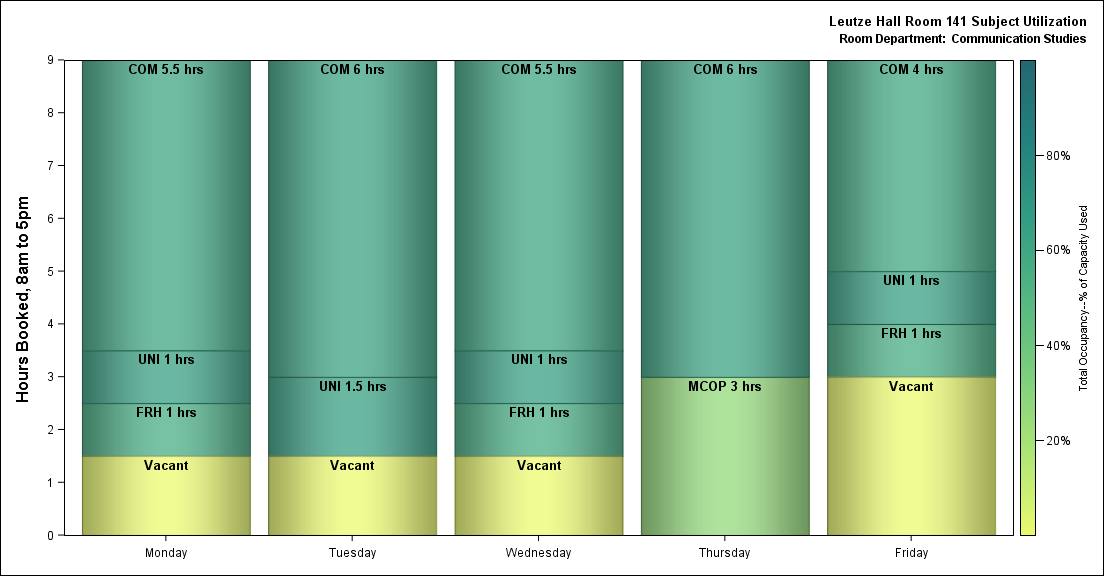 Leutze Hall Room 141 Subject Utilization
Room Department: Communication Studies
Hours Booked, 8am to 5pm
9
8
7
6
5
4
3
2
1
0
COM 5.5 hrs
UNI 1 hrs
FRH 1 hrs
Vacant
COM 6 hrs
UNI 1.5 hrs
Vacant
COM 5.5 hrs
UNI 1 hrs
FRH 1 hrs
Vacant
COM 6 hrs
MCOP 3 hrs
COM 4 hrs
UNI 1 hrs
FRH 1 hrs
Vacant
Monday
Tuesday
Wednesday
Thursday
Friday
80%
60%
40%
20%
Total Occupancy--% of Capacity Used